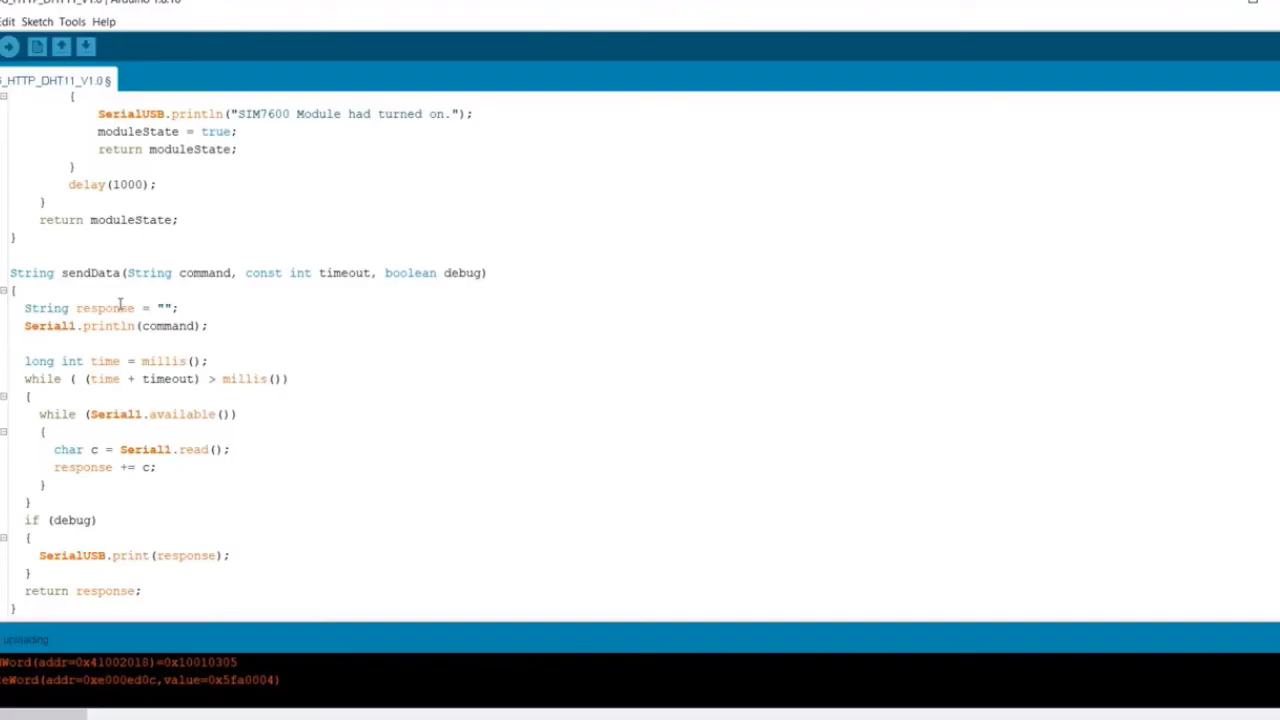 Edit Sketch Tools Help
_HTTP_DHT11_V1.0 §
{
SerialUSB.println("SIM7600 Module had turned on.");
moduleState = true;
return moduleState;
}
delay(1000);
}
return moduleState;
}
String sendData(String command, const int timeout, boolean debug)
{
String response = "";
Serial1.println(command);
long int time = millis();
while ( (time + timeout) > millis())
{
while (Serial1.available())
{
char c = Serial1.read();
response += c;
}
}
if (debug)
{
SerialUSB.print(response);
}
return response;
}
uploading
Word(addr=0x41002018)=0x10010305
eWord(addr=0xe000ed0c,value=0x5fa0004)